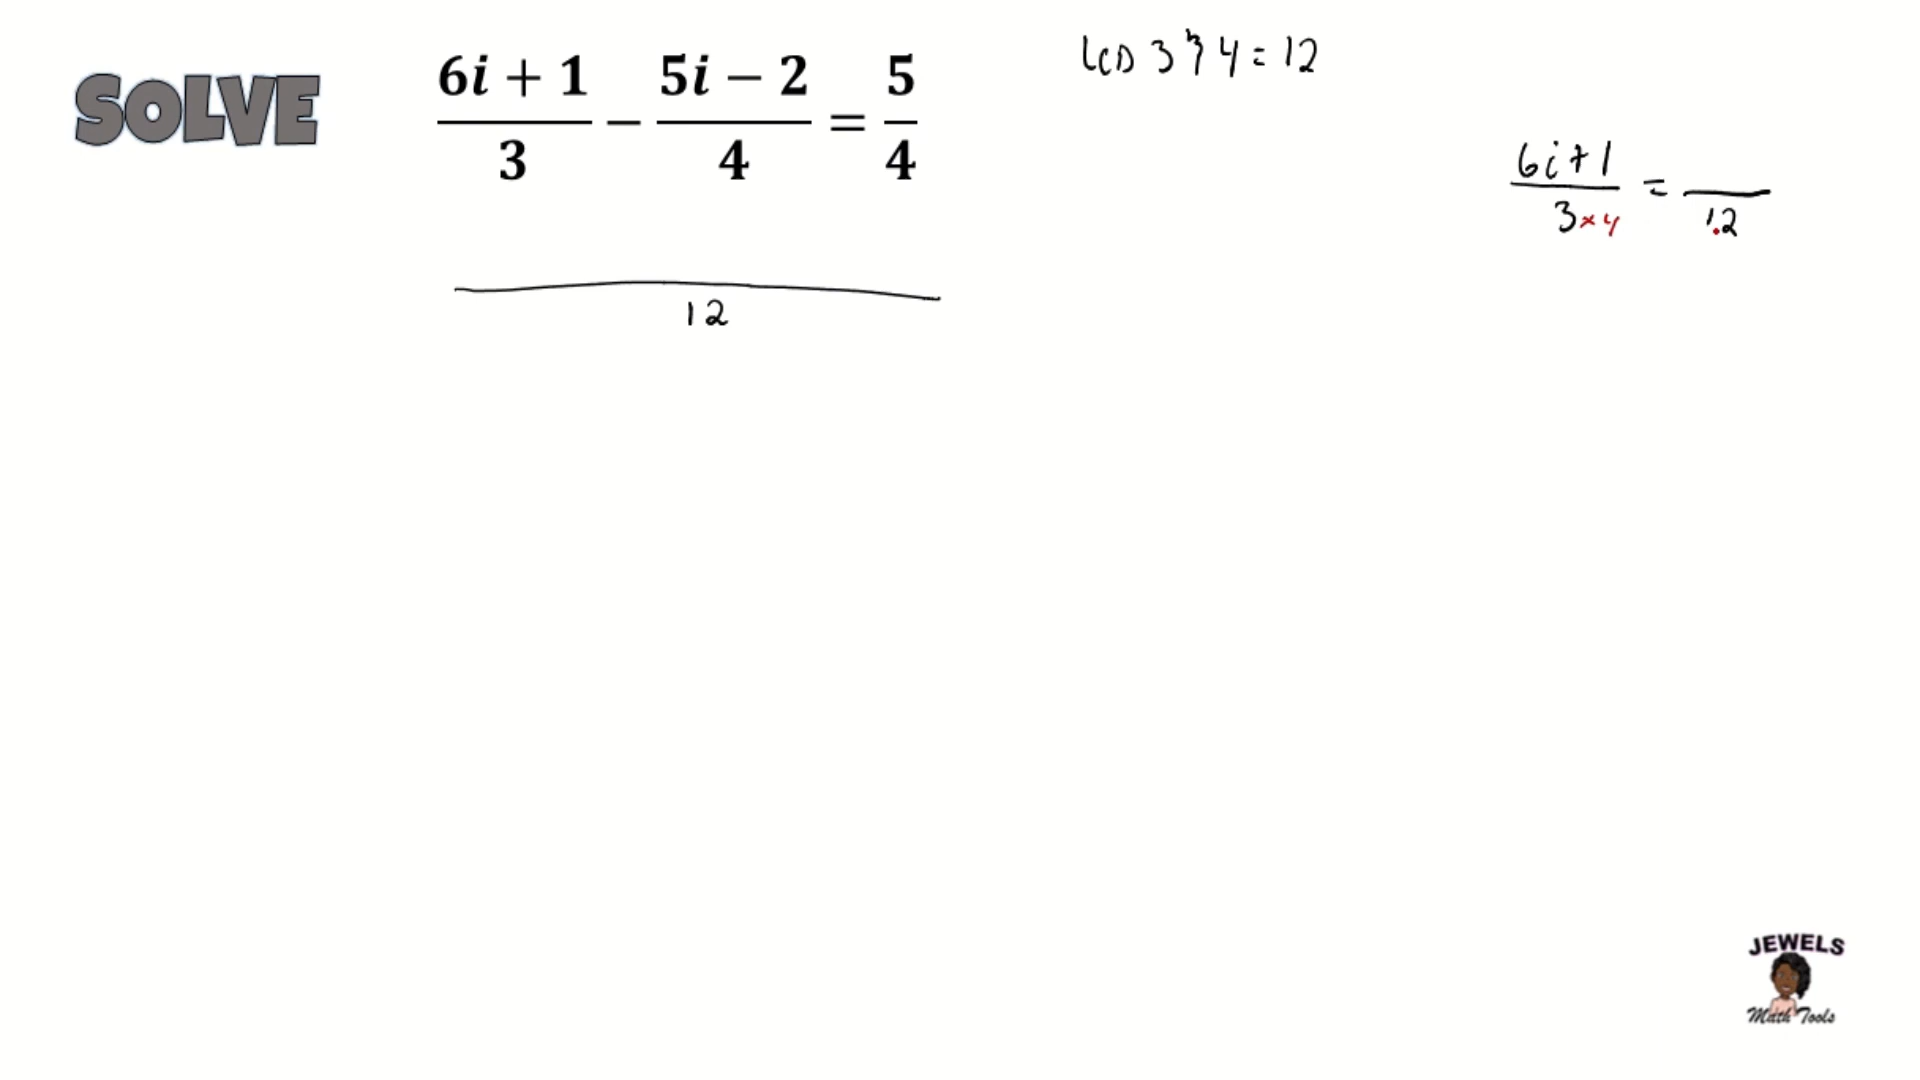 SOLVE
6i + 1 / 3 − 5i − 2 / 4 = 5 / 4
LCD 3 & 4 = 12
6i + 1 / 3 × 4 = / 12
12
JEWELS
Math Tools